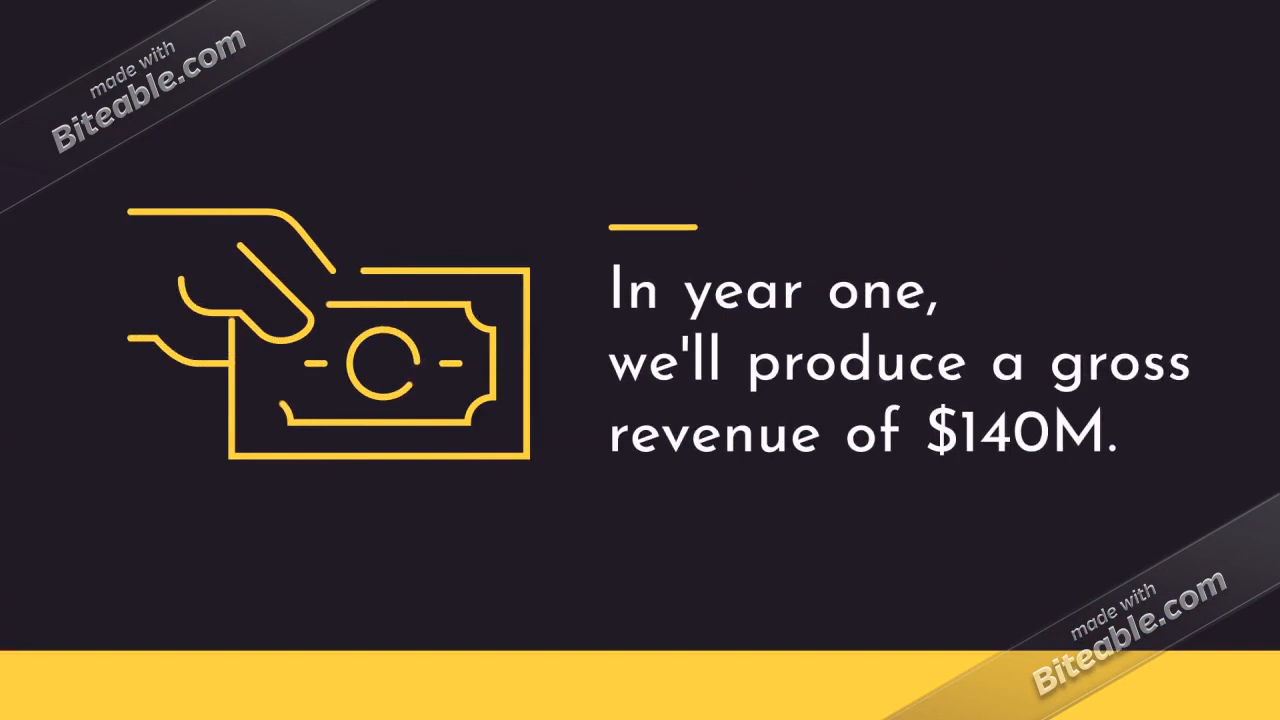 made with
Biteable.com
In year one,
we'll produce a gross
revenue of $140M.
made with
Biteable.com